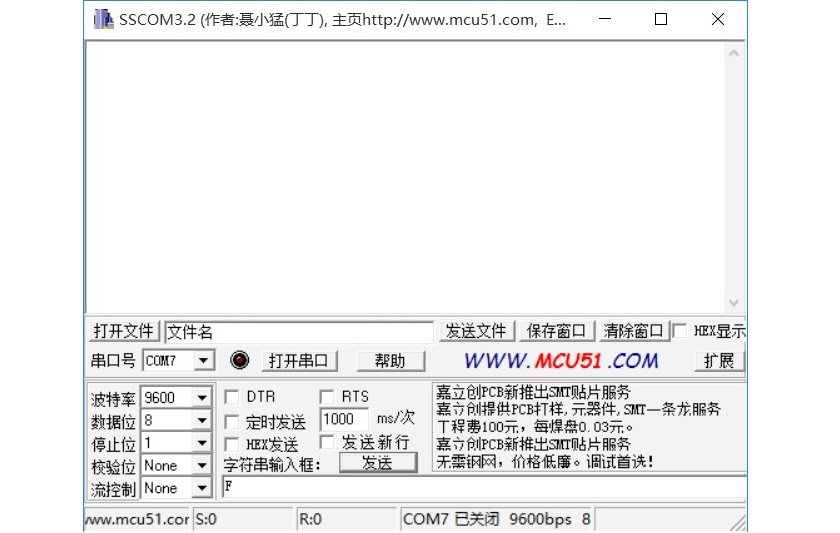 SSCOM3.2 (作者:聂小猛(丁丁), 主页http://www.mcu51.com, E...
打开文件 文件名 发送文件 保存窗口 清除窗口 HEX显示
串口号 COM7 打开串口 帮助 WWW.MCU51.COM 扩展
波特率 9600 DTR RTS
数据位 8 定时发送 1000 ms/次
停止位 1 HEX发送 发送新行
校验位 None 字符串输入框: 发送
流控制 None F
嘉立创PCB新推出SMT贴片服务
嘉立创提供PCB打样,元器件,SMT一条龙服务
工程费100元，每焊盘0.03元。
嘉立创PCB新推出SMT贴片服务
无需钢网，价格低廉。调试首选!
ww.mcu51.cor S:0 R:0 COM7 已关闭 9600bps 8